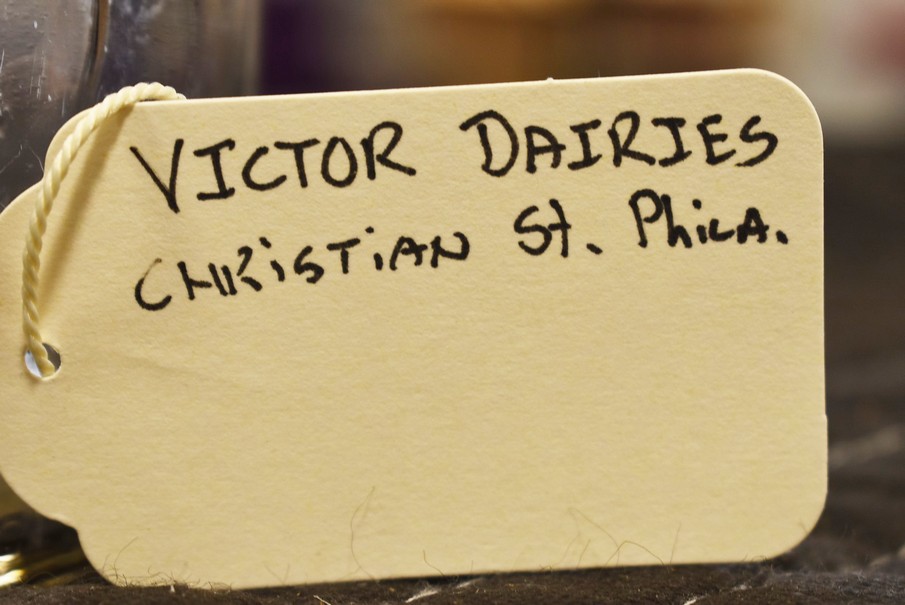 VICTOR DAIRIES
CHRiSTiAN St. PhiLA.